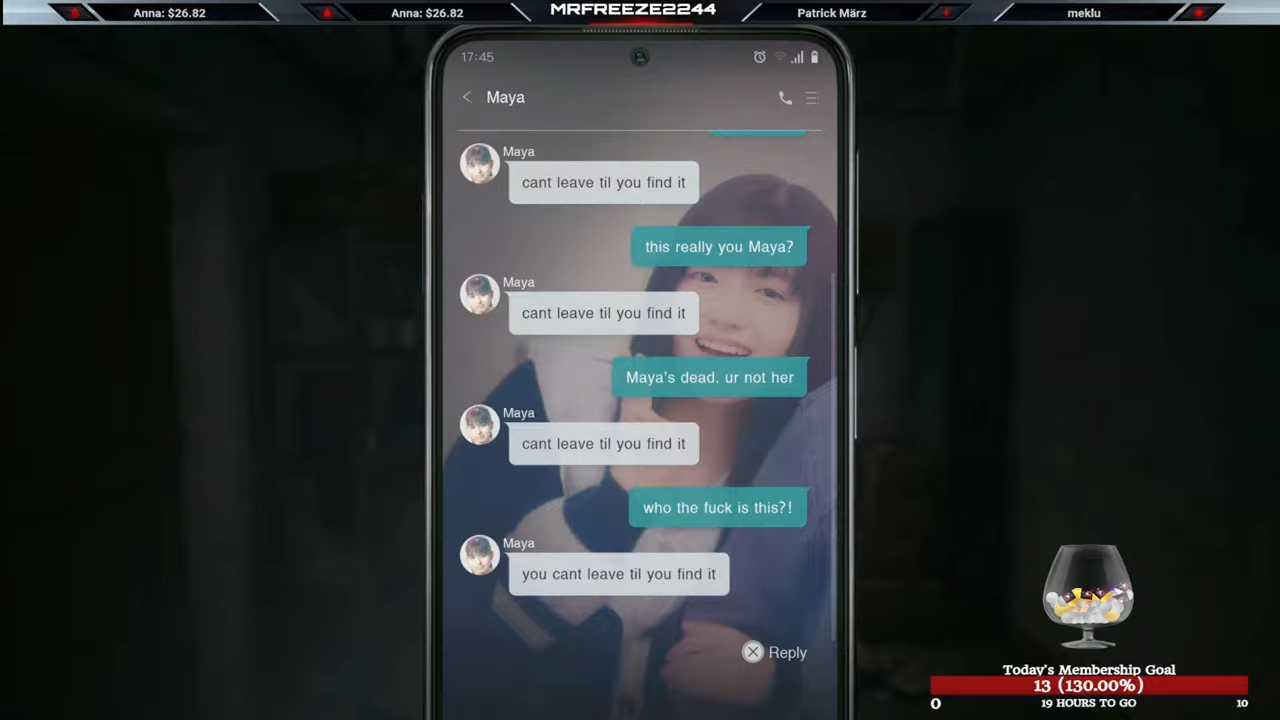 Anna: $26.82
Anna: $26.82
MRFREEZE2244
Patrick März
meklu
17:45
Maya
Maya
cant leave til you find it
this really you Maya?
Maya
cant leave til you find it
Maya's dead. ur not her
Maya
cant leave til you find it
who the fuck is this?!
Maya
you cant leave til you find it
Reply
Today's Membership Goal
13 (130.00%)
0 19 HOURS TO GO 10